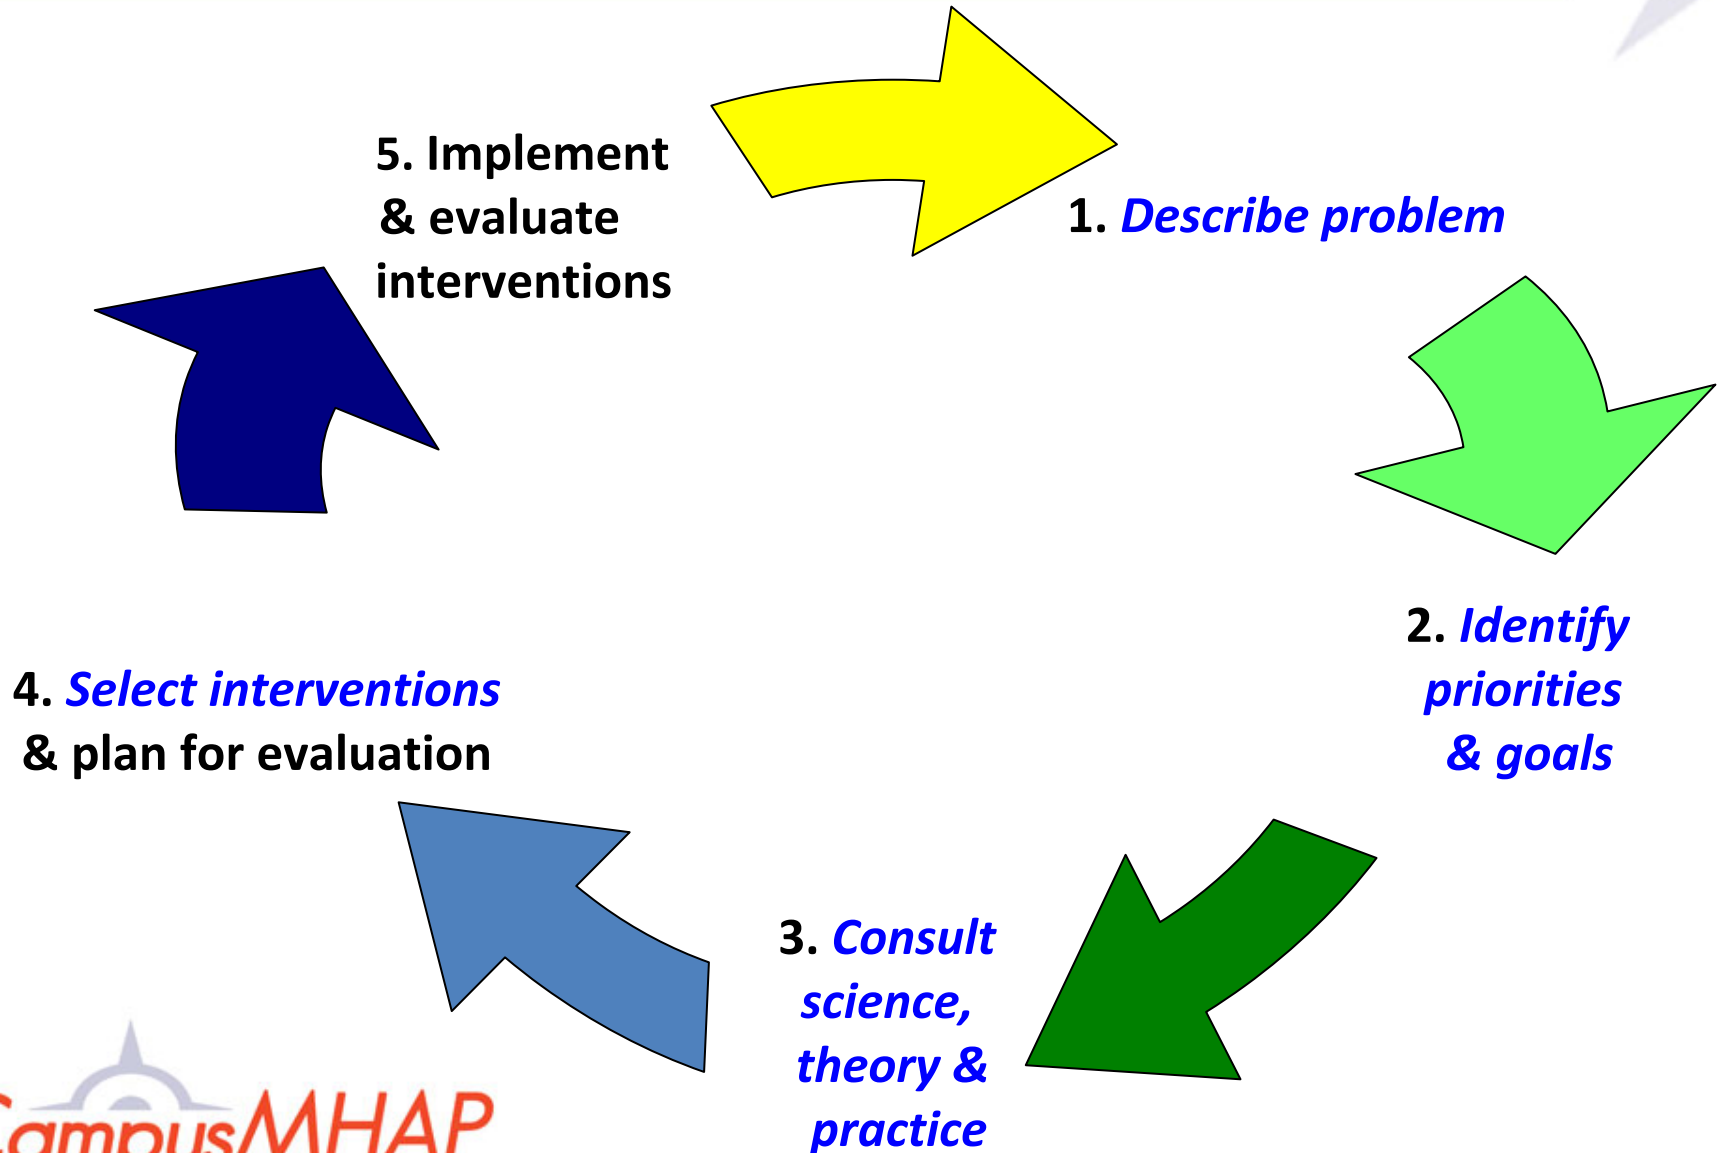 5. Implement
& evaluate
interventions
1. Describe problem
2. Identify
priorities
& goals
4. Select interventions
& plan for evaluation
3. Consult
science,
theory &
practice
CampusMHAP